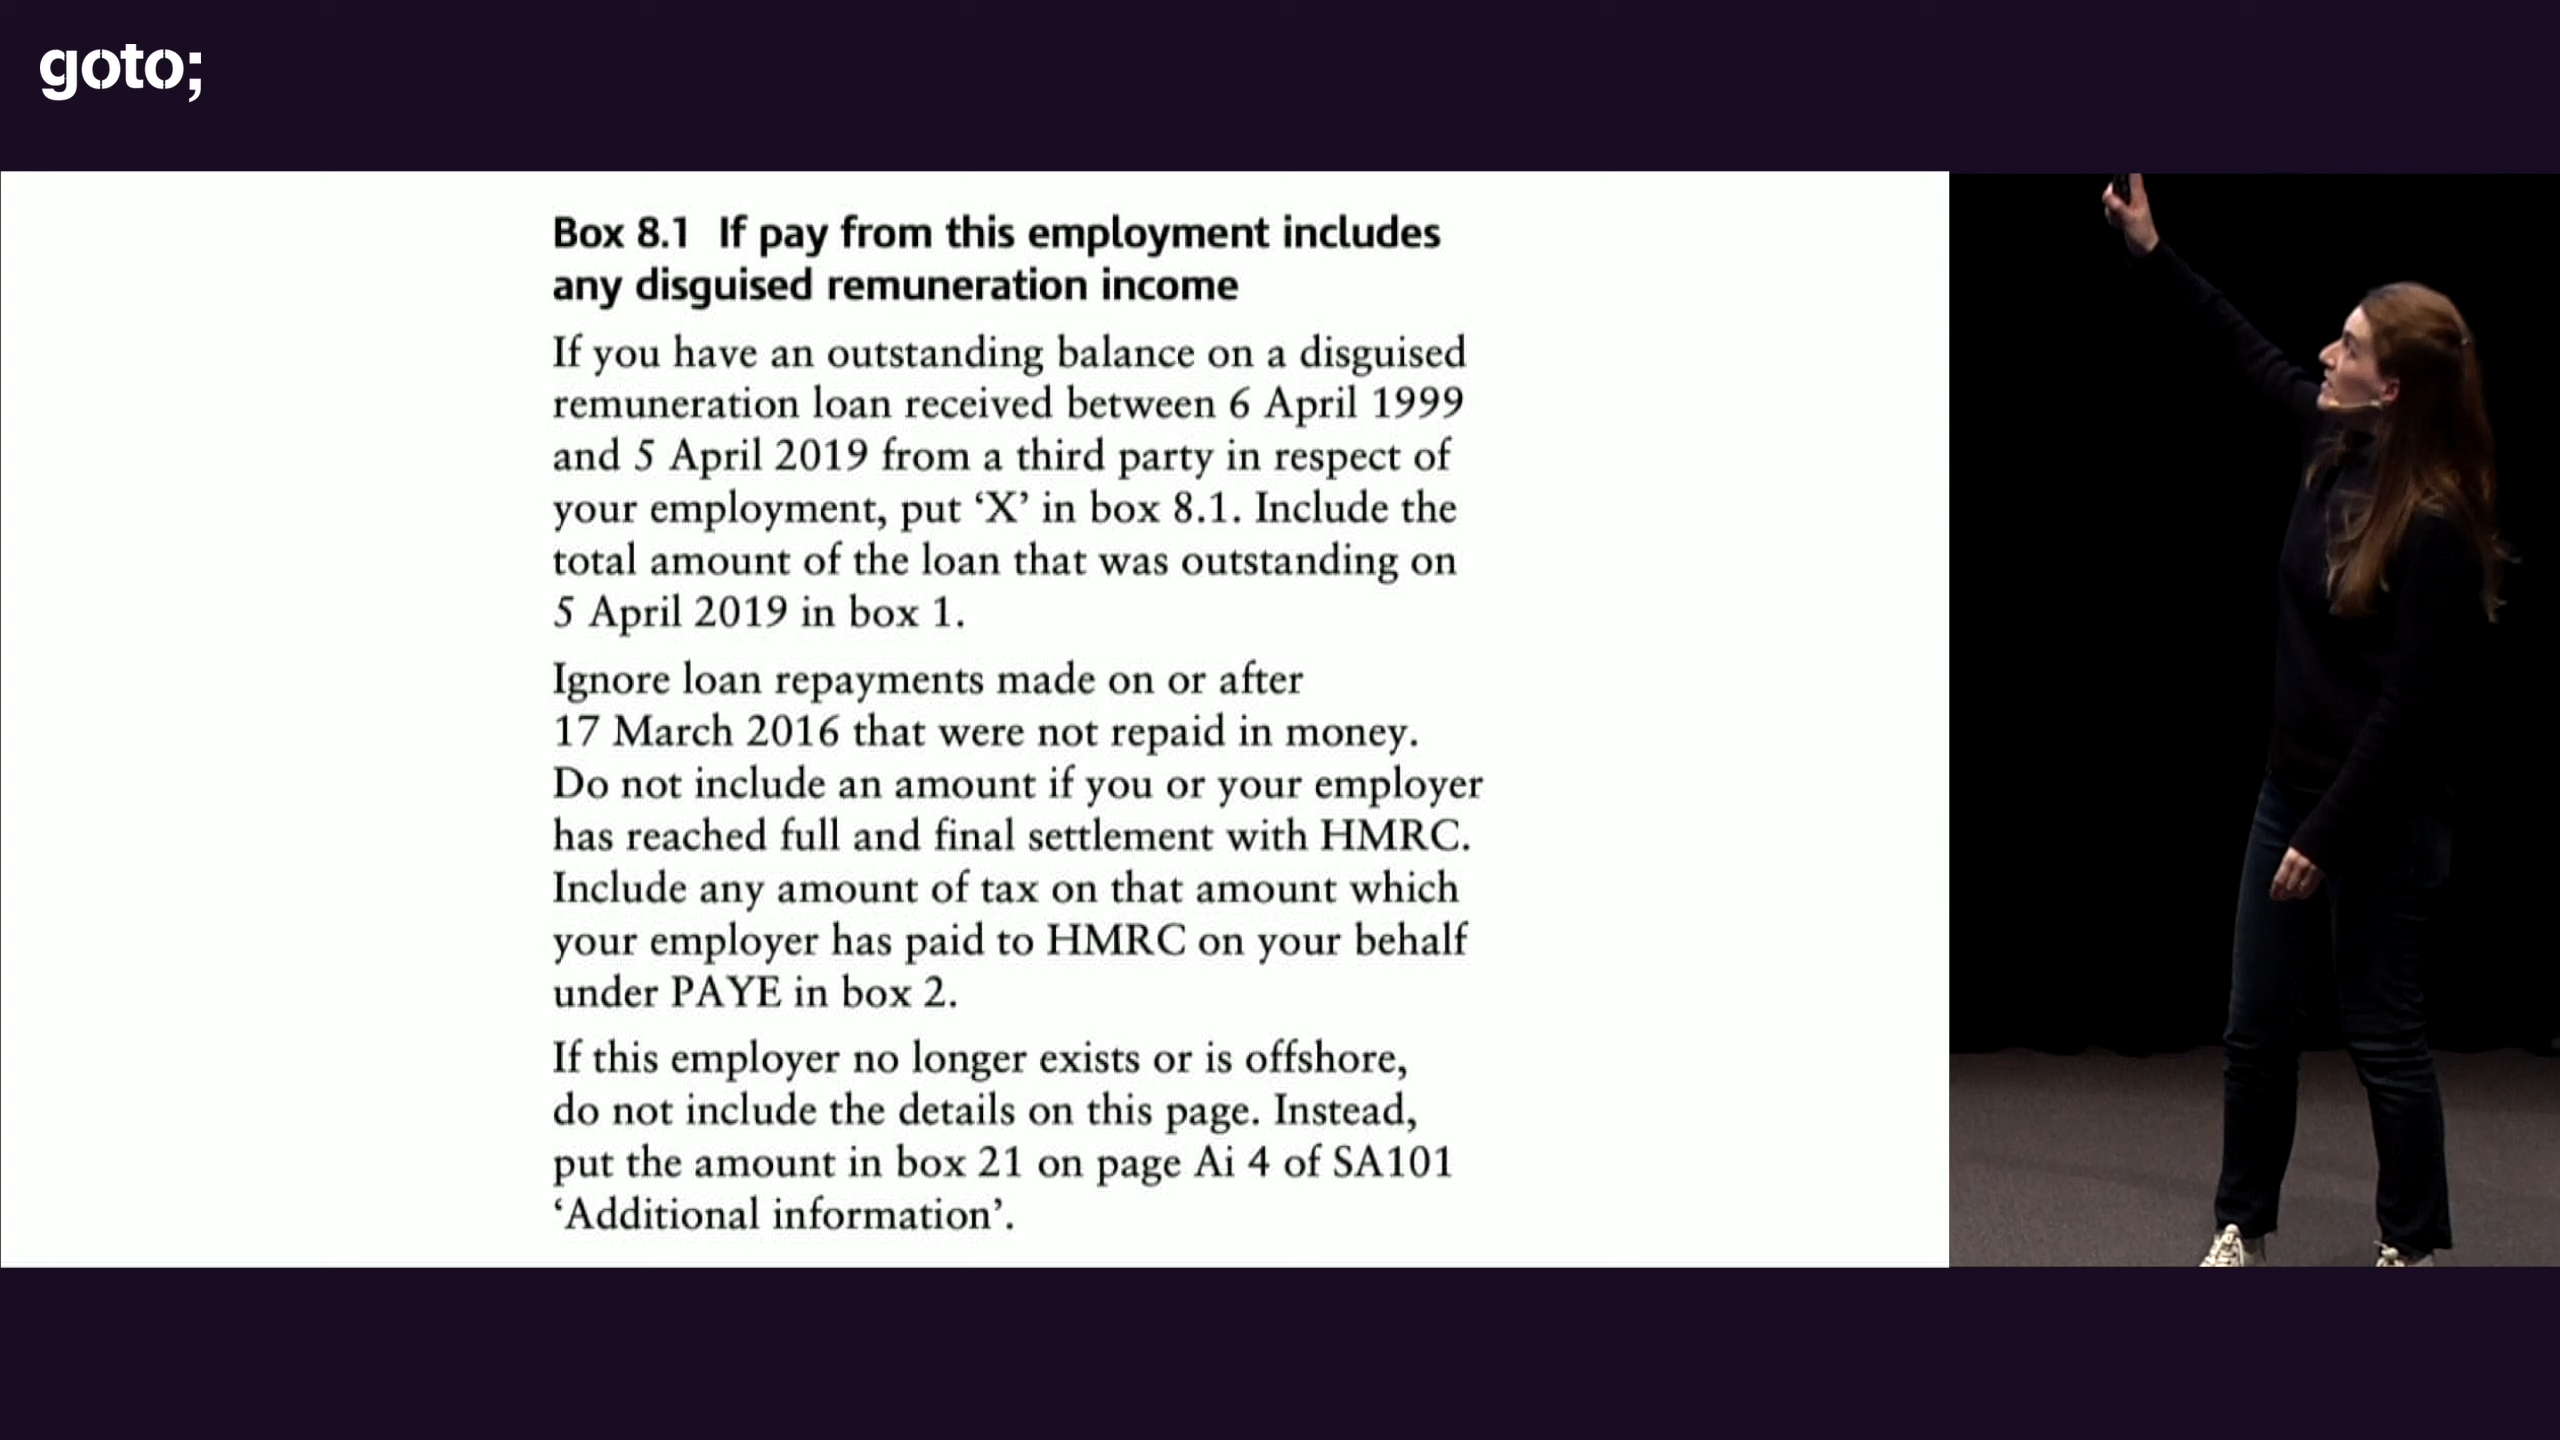 goto;
Box 8.1 If pay from this employment includes
any disguised remuneration income
If you have an outstanding balance on a disguised
remuneration loan received between 6 April 1999
and 5 April 2019 from a third party in respect of
your employment, put ‘X’ in box 8.1. Include the
total amount of the loan that was outstanding on
5 April 2019 in box 1.
Ignore loan repayments made on or after
17 March 2016 that were not repaid in money.
Do not include an amount if you or your employer
has reached full and final settlement with HMRC.
Include any amount of tax on that amount which
your employer has paid to HMRC on your behalf
under PAYE in box 2.
If this employer no longer exists or is offshore,
do not include the details on this page. Instead,
put the amount in box 21 on page Ai 4 of SA101
‘Additional information’.